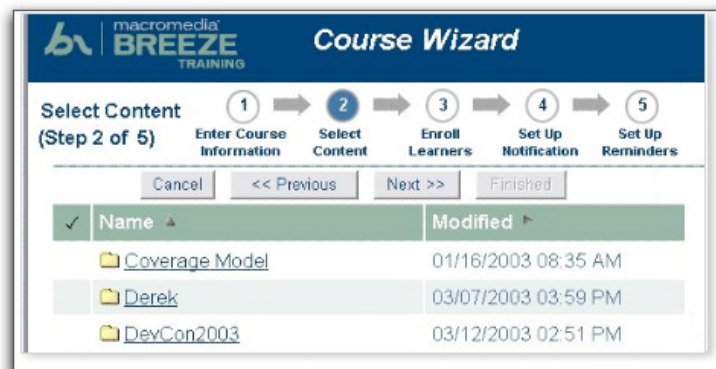 macromedia
BREEZE
TRAINING
Course Wizard
Select Content
(Step 2 of 5)
1 Enter Course Information
2 Select Content
3 Enroll Learners
4 Set Up Notification
5 Set Up Reminders
Cancel << Previous Next >> Finished
✓ Name Modified
Coverage Model 01/16/2003 08:35 AM
Derek 03/07/2003 03:59 PM
DevCon2003 03/12/2003 02:51 PM